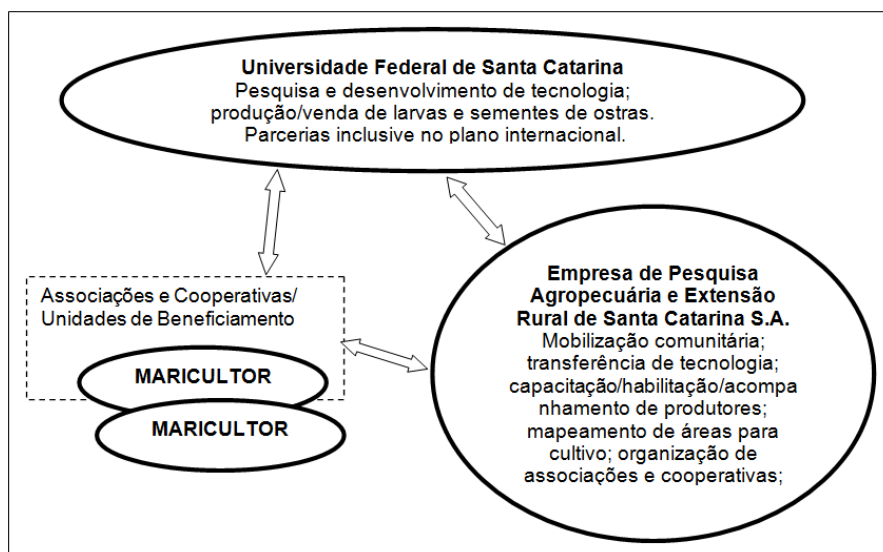 Universidade Federal de Santa Catarina
Pesquisa e desenvolvimento de tecnologia;
produção/venda de larvas e sementes de ostras.
Parcerias inclusive no plano internacional.
Associações e Cooperativas/
Unidades de Beneficiamento
MARICULTOR
MARICULTOR
Empresa de Pesquisa
Agropecuária e Extensão
Rural de Santa Catarina S.A.
Mobilização comunitária;
transferência de tecnologia;
capacitação/habilitação/acompa
nhamento de produtores;
mapeamento de áreas para
cultivo; organização de
associações e cooperativas;